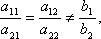 a₁₁/a₂₁ = a₁₂/a₂₂ ≠ b₁/b₂,